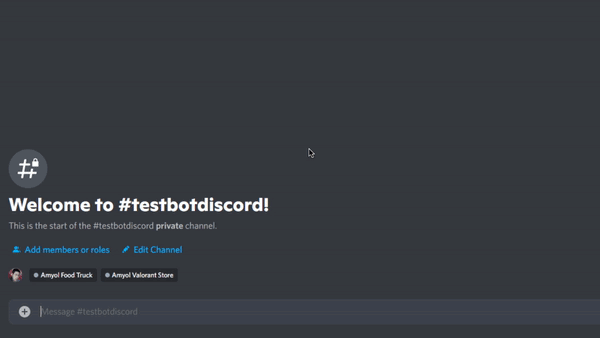 Welcome to #testbotdiscord!
This is the start of the #testbotdiscord private channel.
Add members or roles Edit Channel
Amyol Food Truck Amyol Valorant Store
Message #testbotdiscord